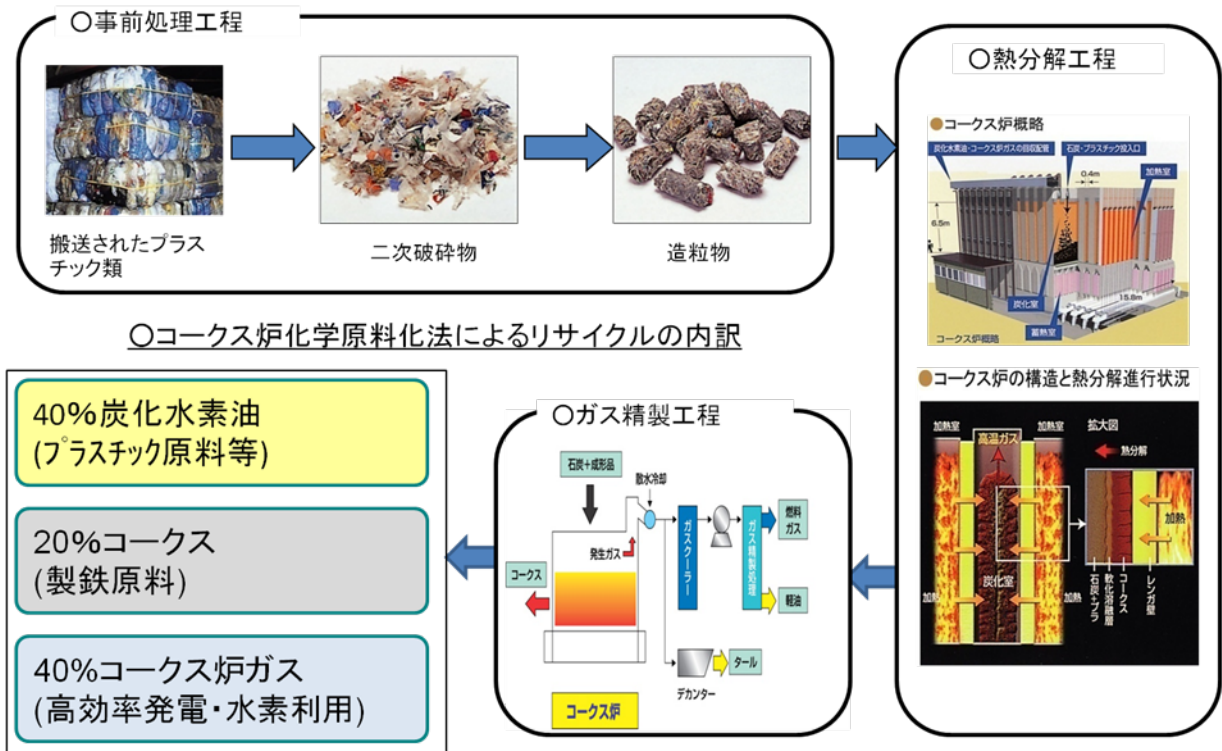 〇事前処理工程
搬送されたプラス
チック類
二次破砕物
造粒物
〇熱分解工程
●コークス炉概略
炭化水素油・コークス炉ガスの回収配管
石炭・プラスチック投入口
加熱室
0.4m
6.5m
炭化室
蓄熱室
15.8m
コークス炉概略
●コークス炉の構造と熱分解進行状況
加熱室
高温ガス
加熱室
拡大図
熱分解
加熱
炭化室
加熱
加熱
石炭+プラ
軟化溶融層
コークス
レンガ壁
〇ガス精製工程
石炭+成形品
散水冷却
発生ガス
コークス
ガスクーラー
ガス精製処理
燃料
ガス
軽油
タール
デカンター
コークス炉
〇コークス炉化学原料化法によるリサイクルの内訳
40%炭化水素油
(プラスチック原料等)
20%コークス
(製鉄原料)
40%コークス炉ガス
(高効率発電・水素利用)